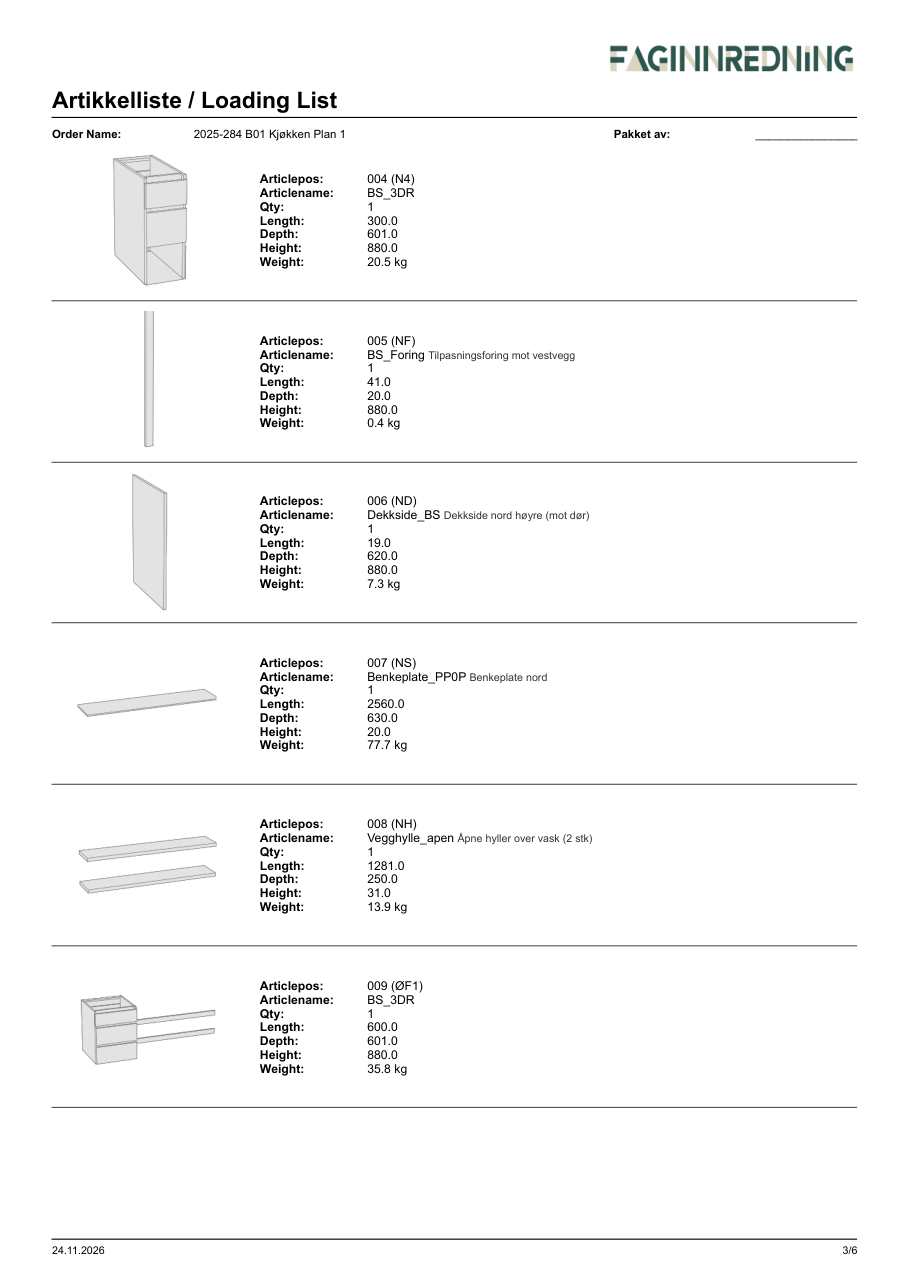 FAGINNREDNING
Artikkelliste / Loading List
Order Name: 2025-284 B01 Kjøkken Plan 1 Pakket av: ________________
Articlepos: 004 (N4)
Articlename: BS_3DR
Qty: 1
Length: 300.0
Depth: 601.0
Height: 880.0
Weight: 20.5 kg
Articlepos: 005 (NF)
Articlename: BS_Foring Tilpasningsforing mot vestvegg
Qty: 1
Length: 41.0
Depth: 20.0
Height: 880.0
Weight: 0.4 kg
Articlepos: 006 (ND)
Articlename: Dekkside_BS Dekkside nord høyre (mot dør)
Qty: 1
Length: 19.0
Depth: 620.0
Height: 880.0
Weight: 7.3 kg
Articlepos: 007 (NS)
Articlename: Benkeplate_PP0P Benkeplate nord
Qty: 1
Length: 2560.0
Depth: 630.0
Height: 20.0
Weight: 77.7 kg
Articlepos: 008 (NH)
Articlename: Vegghylle_apen Åpne hyller over vask (2 stk)
Qty: 1
Length: 1281.0
Depth: 250.0
Height: 31.0
Weight: 13.9 kg
Articlepos: 009 (ØF1)
Articlename: BS_3DR
Qty: 1
Length: 600.0
Depth: 601.0
Height: 880.0
Weight: 35.8 kg
24.11.2026 3/6